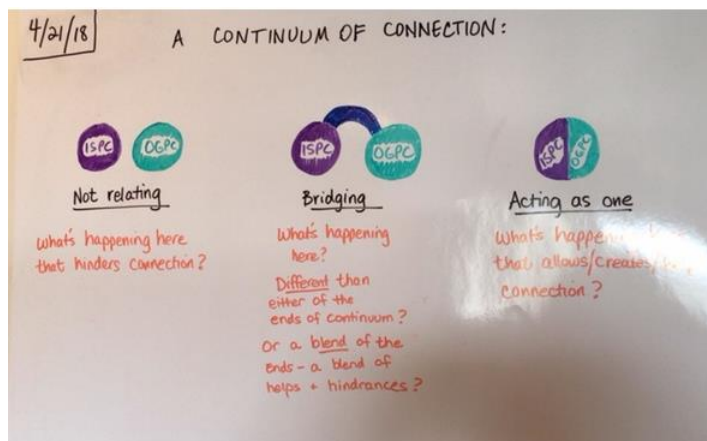 4/21/18
A CONTINUUM OF CONNECTION:
ISPC OGPC
ISPC OGPC
ISPC OGPC
Not relating
What's happening here
that hinders connection?
Bridging
What's happening
here?
Different than
either of the
ends of continuum?
Or a blend of the
ends - a blend of
helps + hindrances?
Acting as one
What's
that allows/creates/
connection?